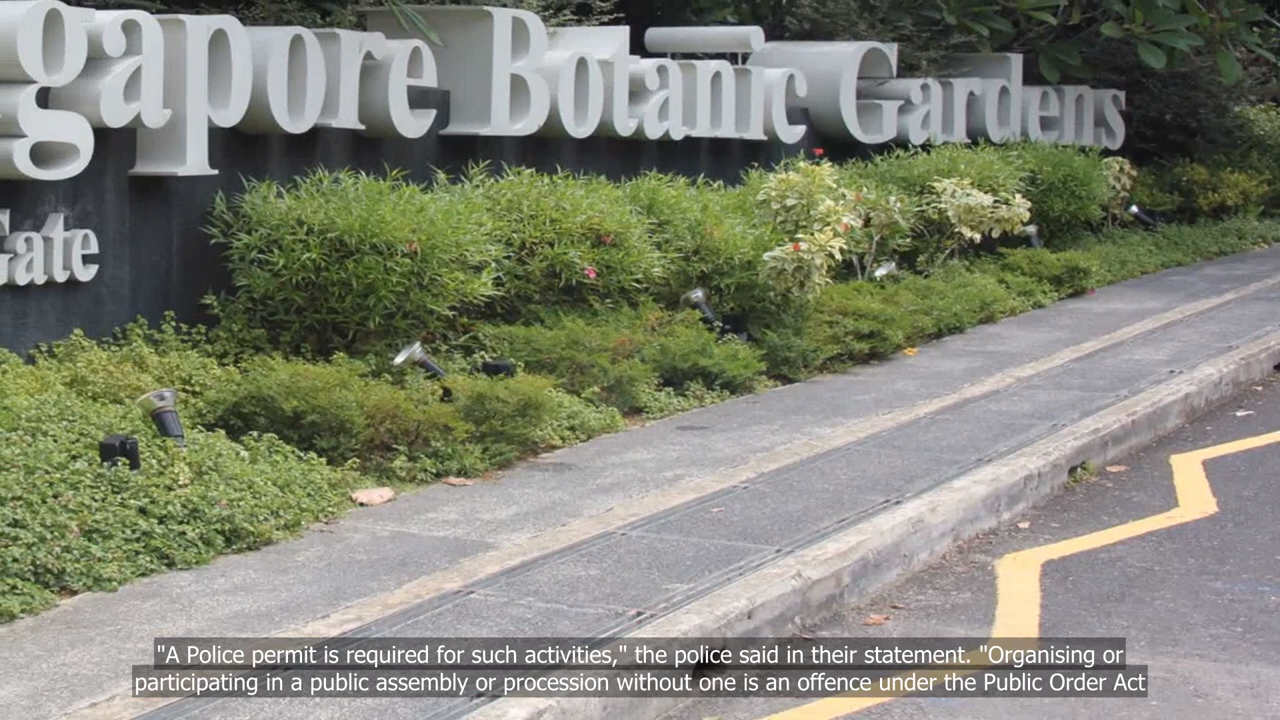 gapore Botanic Gardens
Gate
"A Police permit is required for such activities," the police said in their statement. "Organising or
participating in a public assembly or procession without one is an offence under the Public Order Act